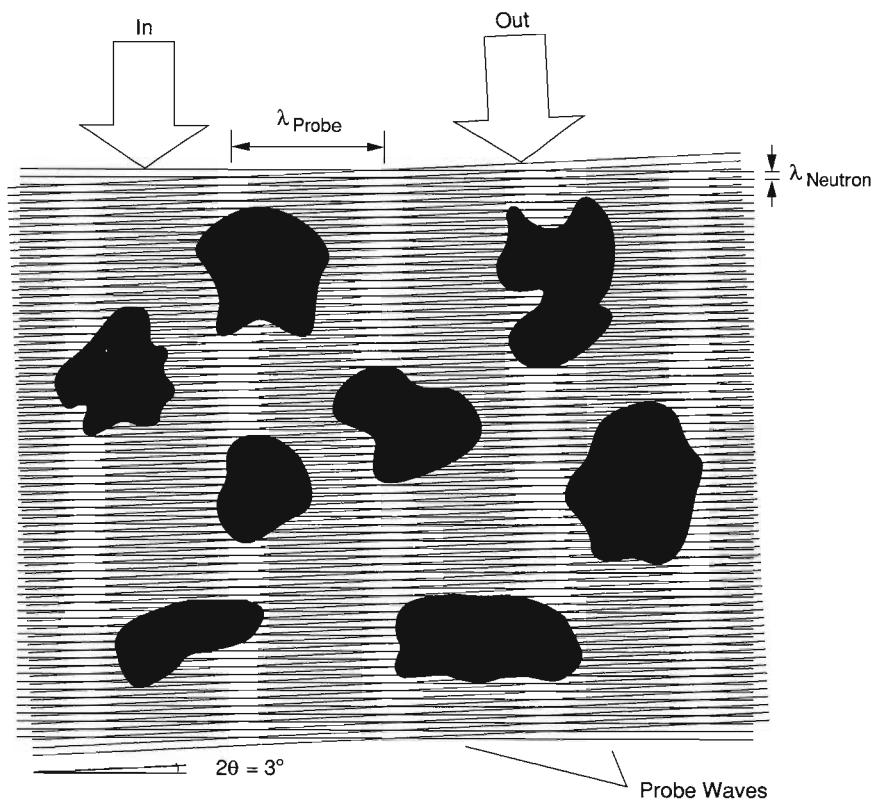 In
Out
λ Probe
λ Neutron
2θ = 3°
Probe Waves